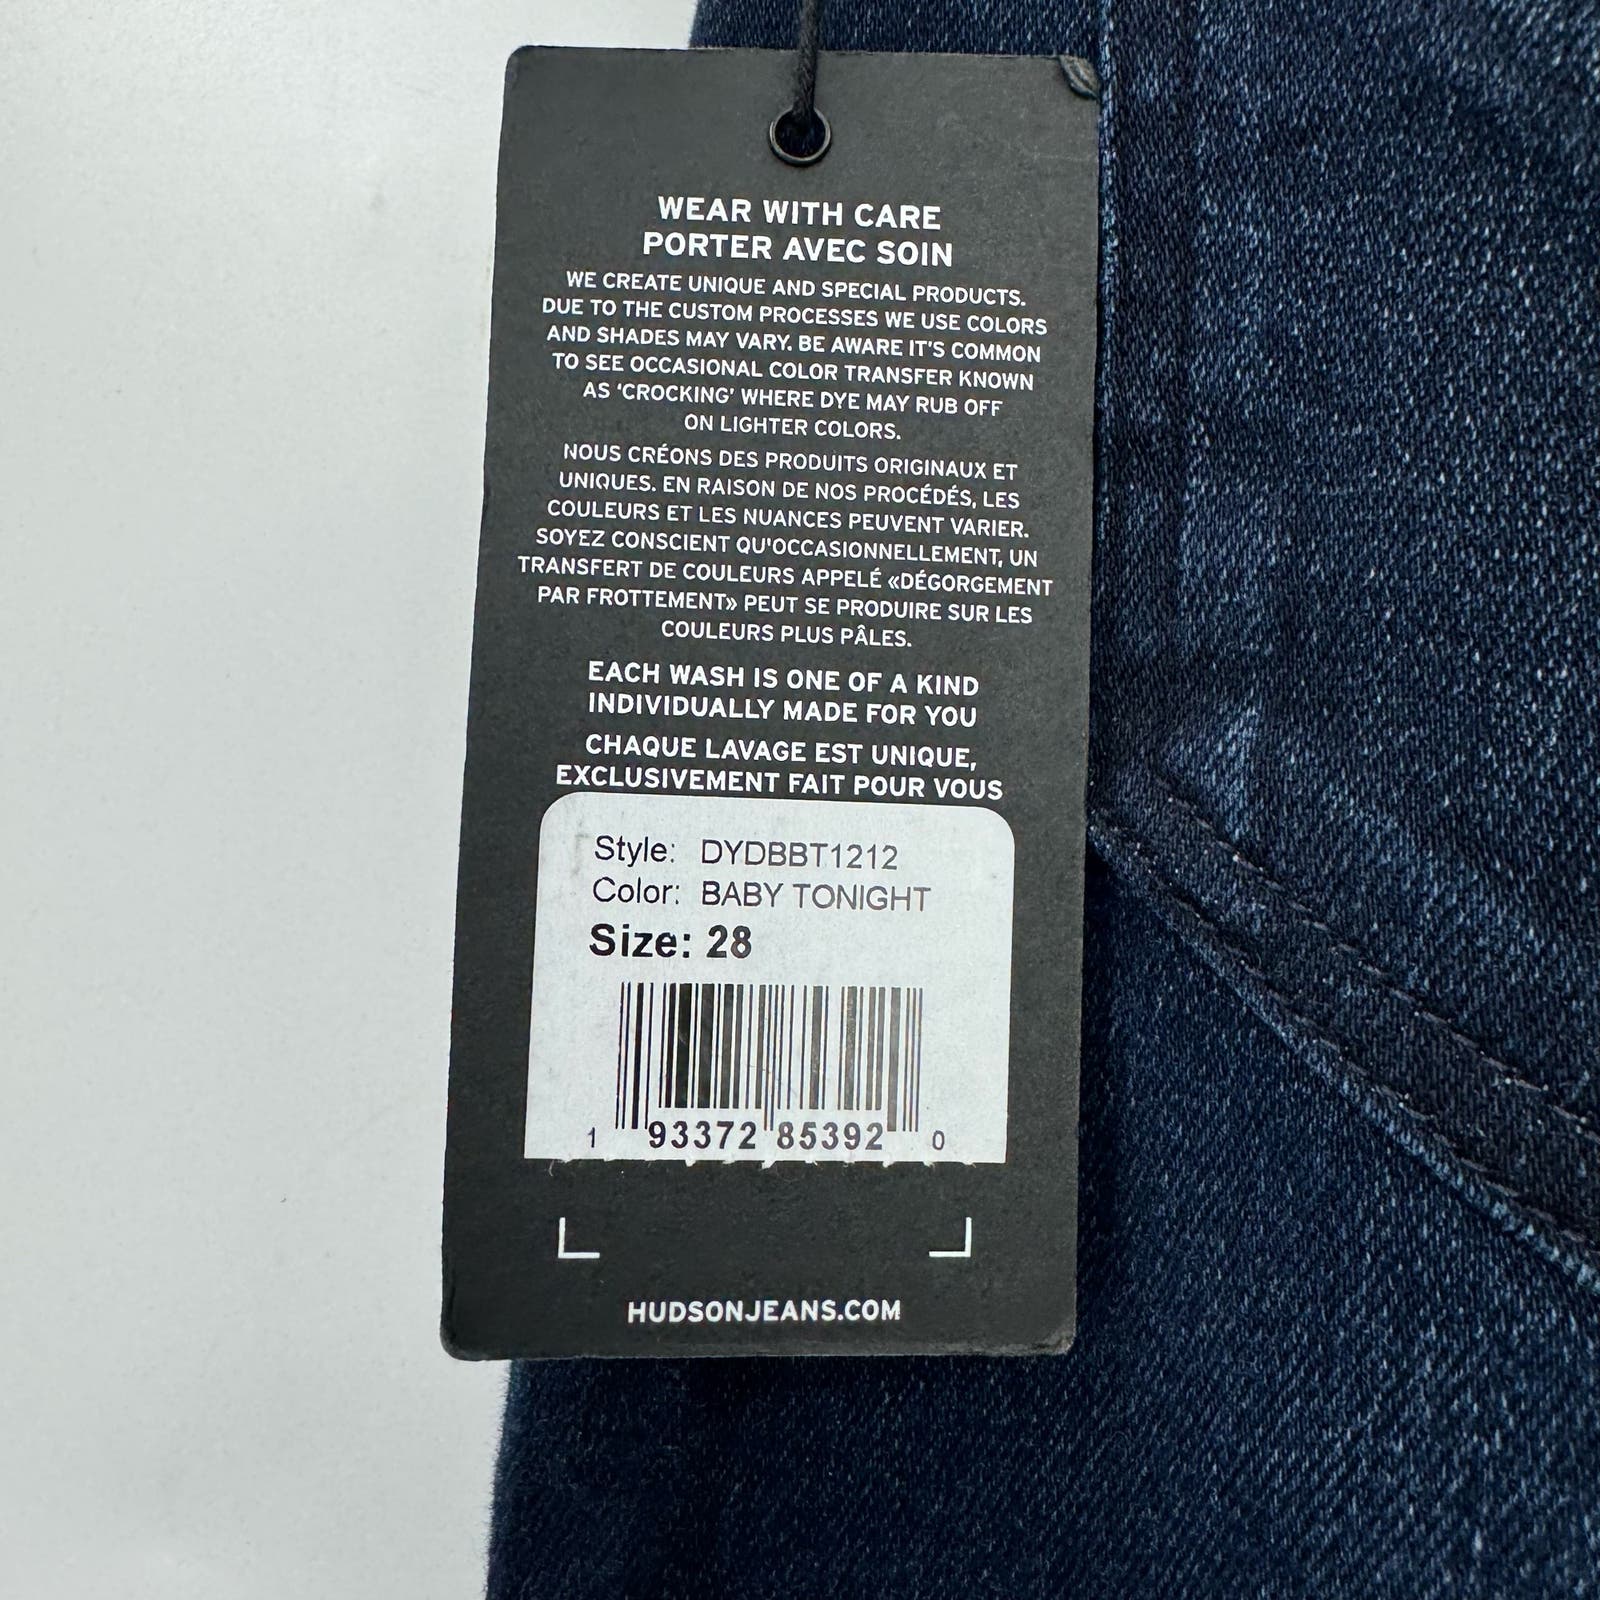 WEAR WITH CARE
PORTER AVEC SOIN
WE CREATE UNIQUE AND SPECIAL PRODUCTS.
DUE TO THE CUSTOM PROCESSES WE USE COLORS
AND SHADES MAY VARY. BE AWARE IT'S COMMON
TO SEE OCCASIONAL COLOR TRANSFER KNOWN
AS 'CROCKING' WHERE DYE MAY RUB OFF
ON LIGHTER COLORS.
NOUS CRÉONS DES PRODUITS ORIGINAUX ET
UNIQUES. EN RAISON DE NOS PROCÉDÉS, LES
COULEURS ET LES NUANCES PEUVENT VARIER.
SOYEZ CONSCIENT QU'OCCASIONNELLEMENT, UN
TRANSFERT DE COULEURS APPELÉ «DÉGORGEMENT
PAR FROTTEMENT» PEUT SE PRODUIRE SUR LES
COULEURS PLUS PÂLES.
EACH WASH IS ONE OF A KIND
INDIVIDUALLY MADE FOR YOU
CHAQUE LAVAGE EST UNIQUE,
EXCLUSIVEMENT FAIT POUR VOUS
Style: DYDBBT1212
Color: BABY TONIGHT
Size: 28
1 93372 85392 0
HUDSONJEANS.COM